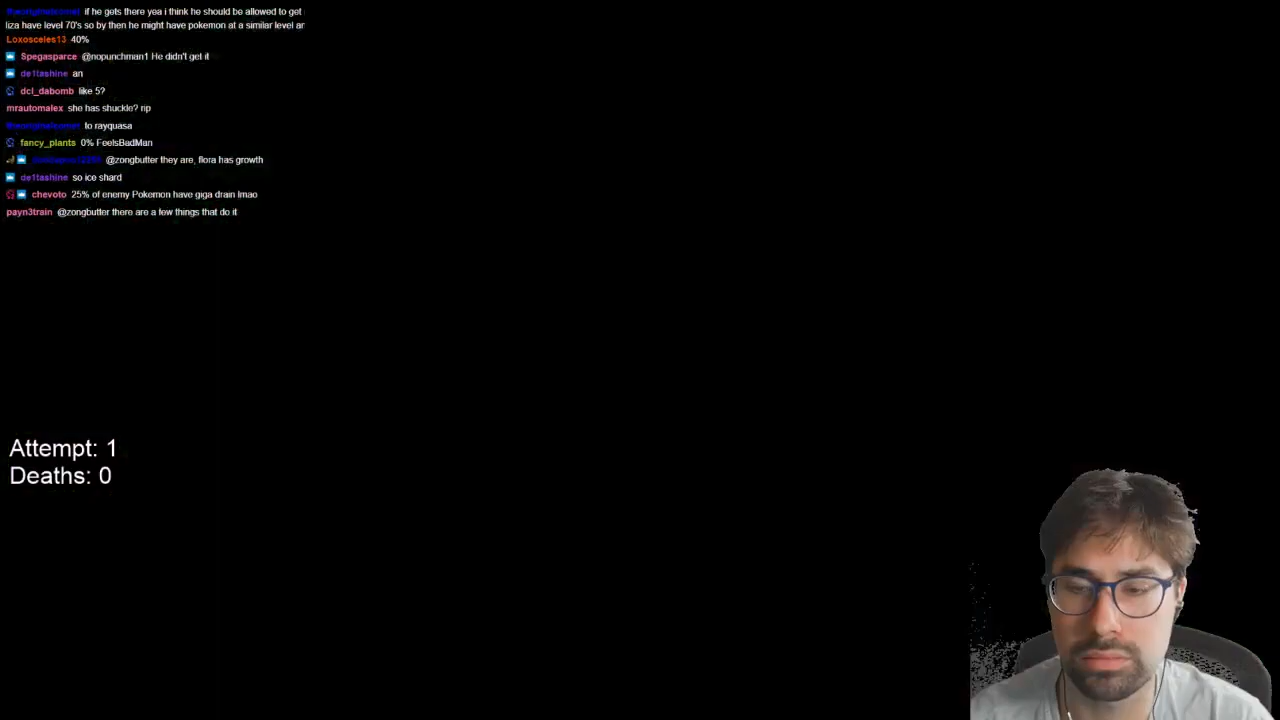 if he gets there yea i think he should be allowed to get
liza have level 70's so by then he might have pokemon at a similar level ar
Loxosceles13 40%
Spegasparce @nopunchman1 He didn't get it
de1tashine an
dcl_dabomb like 5?
mrautomalex she has shuckle? rip
to rayquasa
fancy_plants 0% FeelsBadMan
@zongbutter they are, flora has growth
de1tashine so ice shard
chevoto 25% of enemy Pokemon have giga drain lmao
payn3train @zongbutter there are a few things that do it
Attempt: 1
Deaths: 0